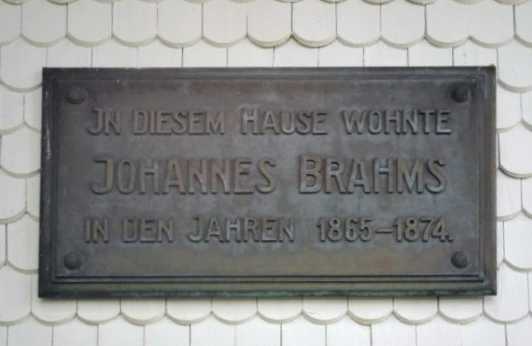 JN DIESEM HAUSE WOHNTE
JOHANNES BRAHMS
IN DEN JAHREN 1865–1874.